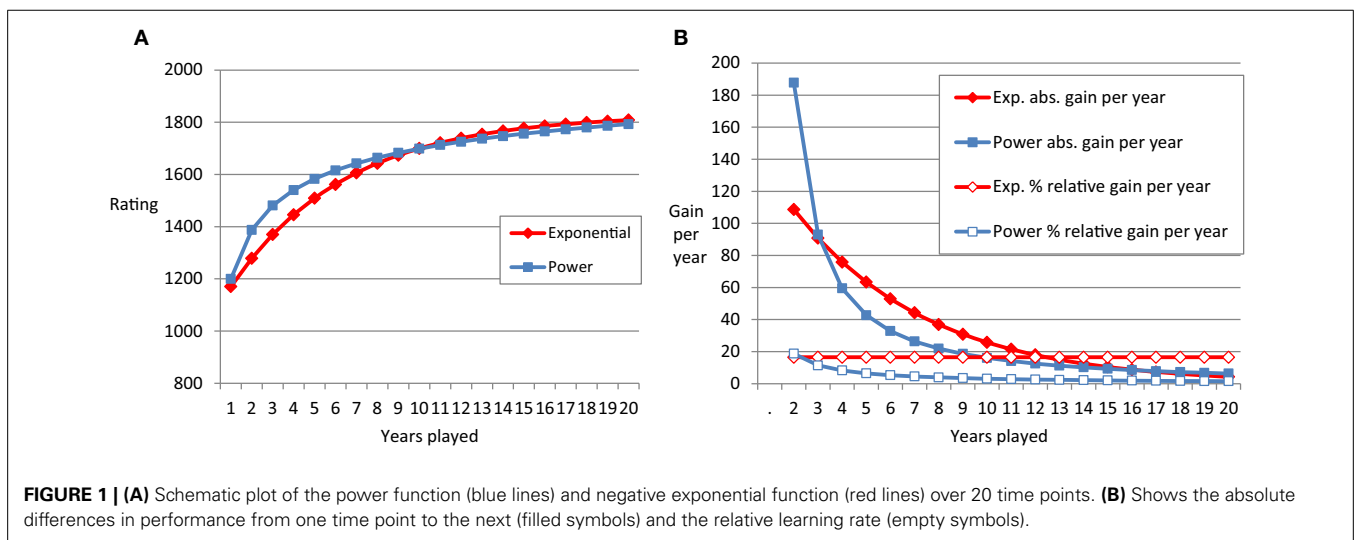 A
2000
1800
1600
1400
1200
1000
800
Rating
Exponential
Power
1 2 3 4 5 6 7 8 9 10 11 12 13 14 15 16 17 18 19 20
Years played
B
200
180
160
140
120
100
80
60
40
20
0
Gain
per
year
Exp. abs. gain per year
Power abs. gain per year
Exp. % relative gain per year
Power % relative gain per year
. 2 3 4 5 6 7 8 9 10 11 12 13 14 15 16 17 18 19 20
Years played
FIGURE 1 | (A) Schematic plot of the power function (blue lines) and negative exponential function (red lines) over 20 time points. (B) Shows the absolute
differences in performance from one time point to the next (filled symbols) and the relative learning rate (empty symbols).